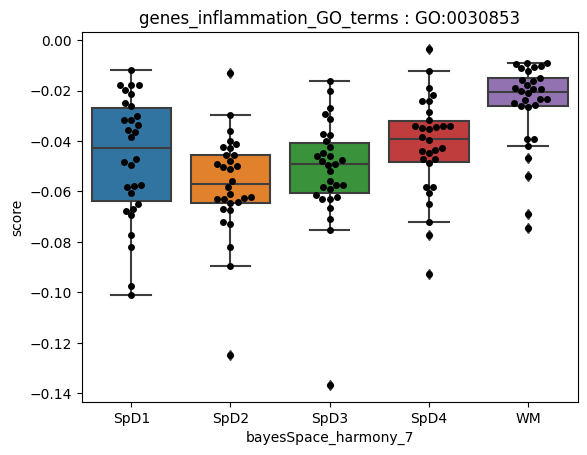 genes_inflammation_GO_terms : GO:0030853
0.00
−0.02
−0.04
−0.06
−0.08
−0.10
−0.12
−0.14
score
SpD1 SpD2 SpD3 SpD4 WM
bayesSpace_harmony_7